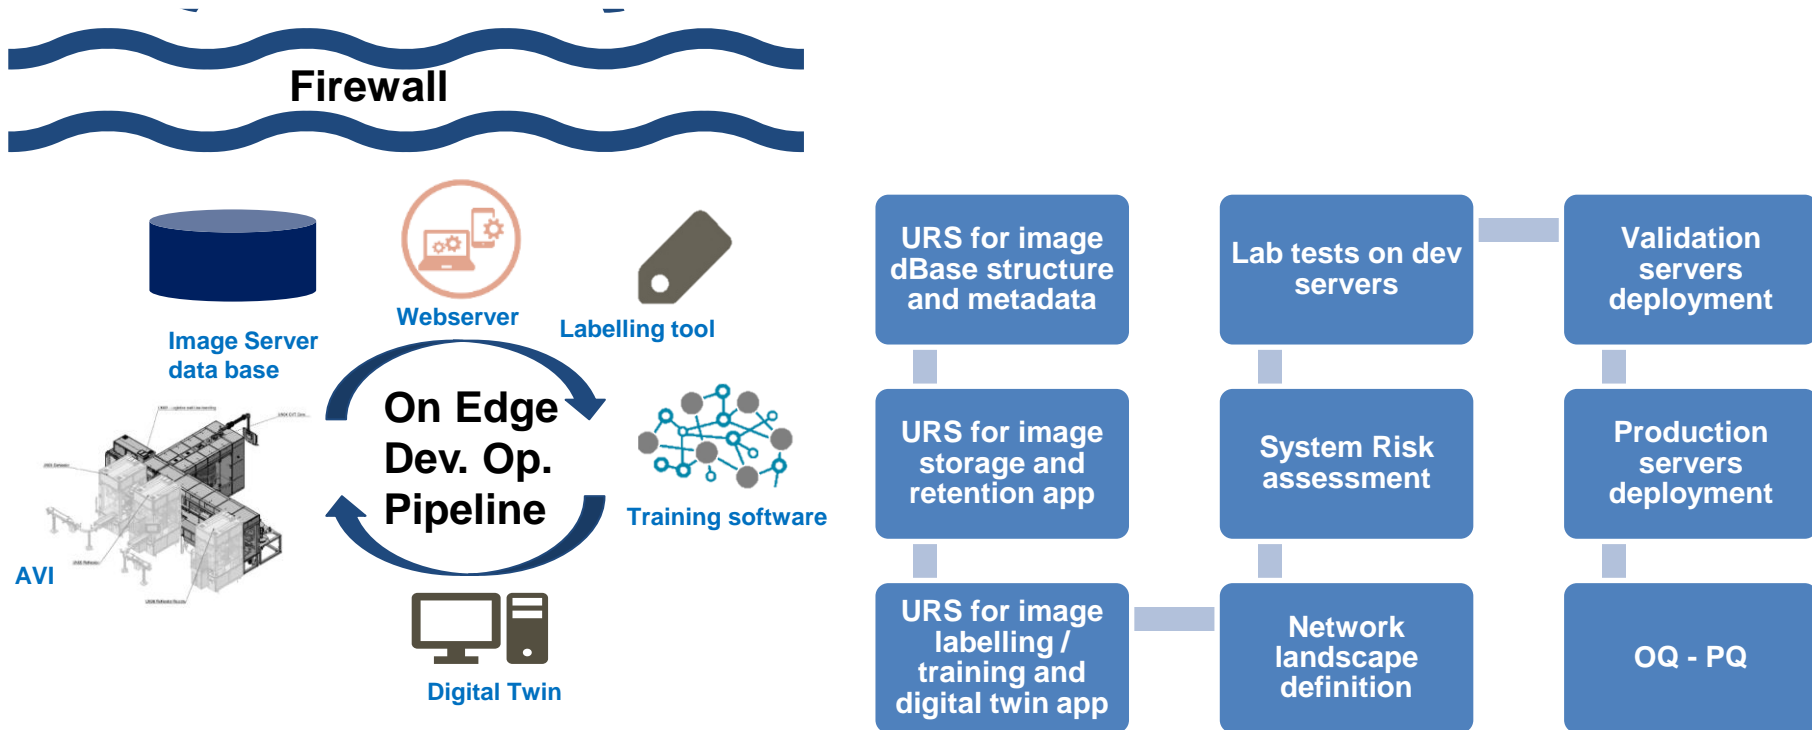 Firewall
Webserver
Labelling tool
Image Server
data base
On Edge
Dev. Op.
Pipeline
Training software
AVI
Digital Twin
URS for image
dBase structure
and metadata
URS for image
storage and
retention app
URS for image
labelling /
training and
digital twin app
Network
landscape
definition
System Risk
assessment
Lab tests on dev
servers
Validation
servers
deployment
Production
servers
deployment
OQ - PQ